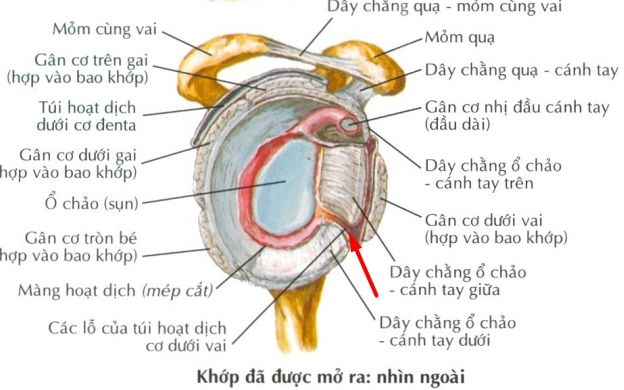 Dây chằng quạ - mỏm cùng vai
Mỏm cùng vai
Mỏm quạ
Gân cơ trên gai
(hợp vào bao khớp)
Dây chằng quạ - cánh tay
Túi hoạt dịch
dưới cơ đenta
Gân cơ nhị đầu cánh tay
(đầu dài)
Gân cơ dưới gai
hợp vào bao khớp)
Dây chằng ổ chảo
- cánh tay trên
Ổ chảo (sụn)
Gân cơ dưới vai
(hợp vào bao khớp)
Gân cơ tròn bé
hợp vào bao khớp)
Dây chằng ổ chảo
- cánh tay giữa
Màng hoạt dịch (mép cắt)
Các lỗ của túi hoạt dịch
cơ dưới vai
Dây chằng ổ chảo
- cánh tay dưới
Khớp đã được mở ra: nhìn ngoài